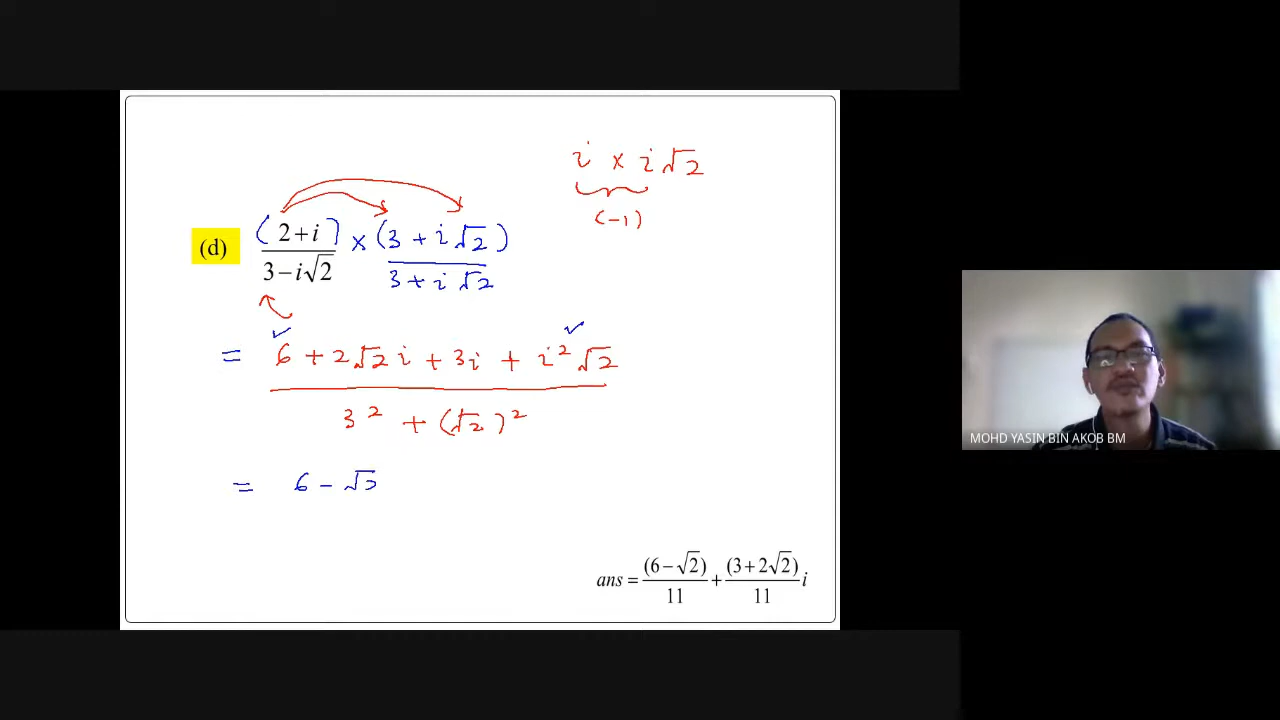 i × i√2
(-1)
(d) (2+i) / 3−i√2 × (3 + i√2) / 3 + i√2
= 6 + 2√2 i + 3i + i² √2
3² + (√2)²
= 6 − √2
ans = (6−√2)/11 + (3+2√2)/11 i
MOHD YASIN BIN AKOB BM